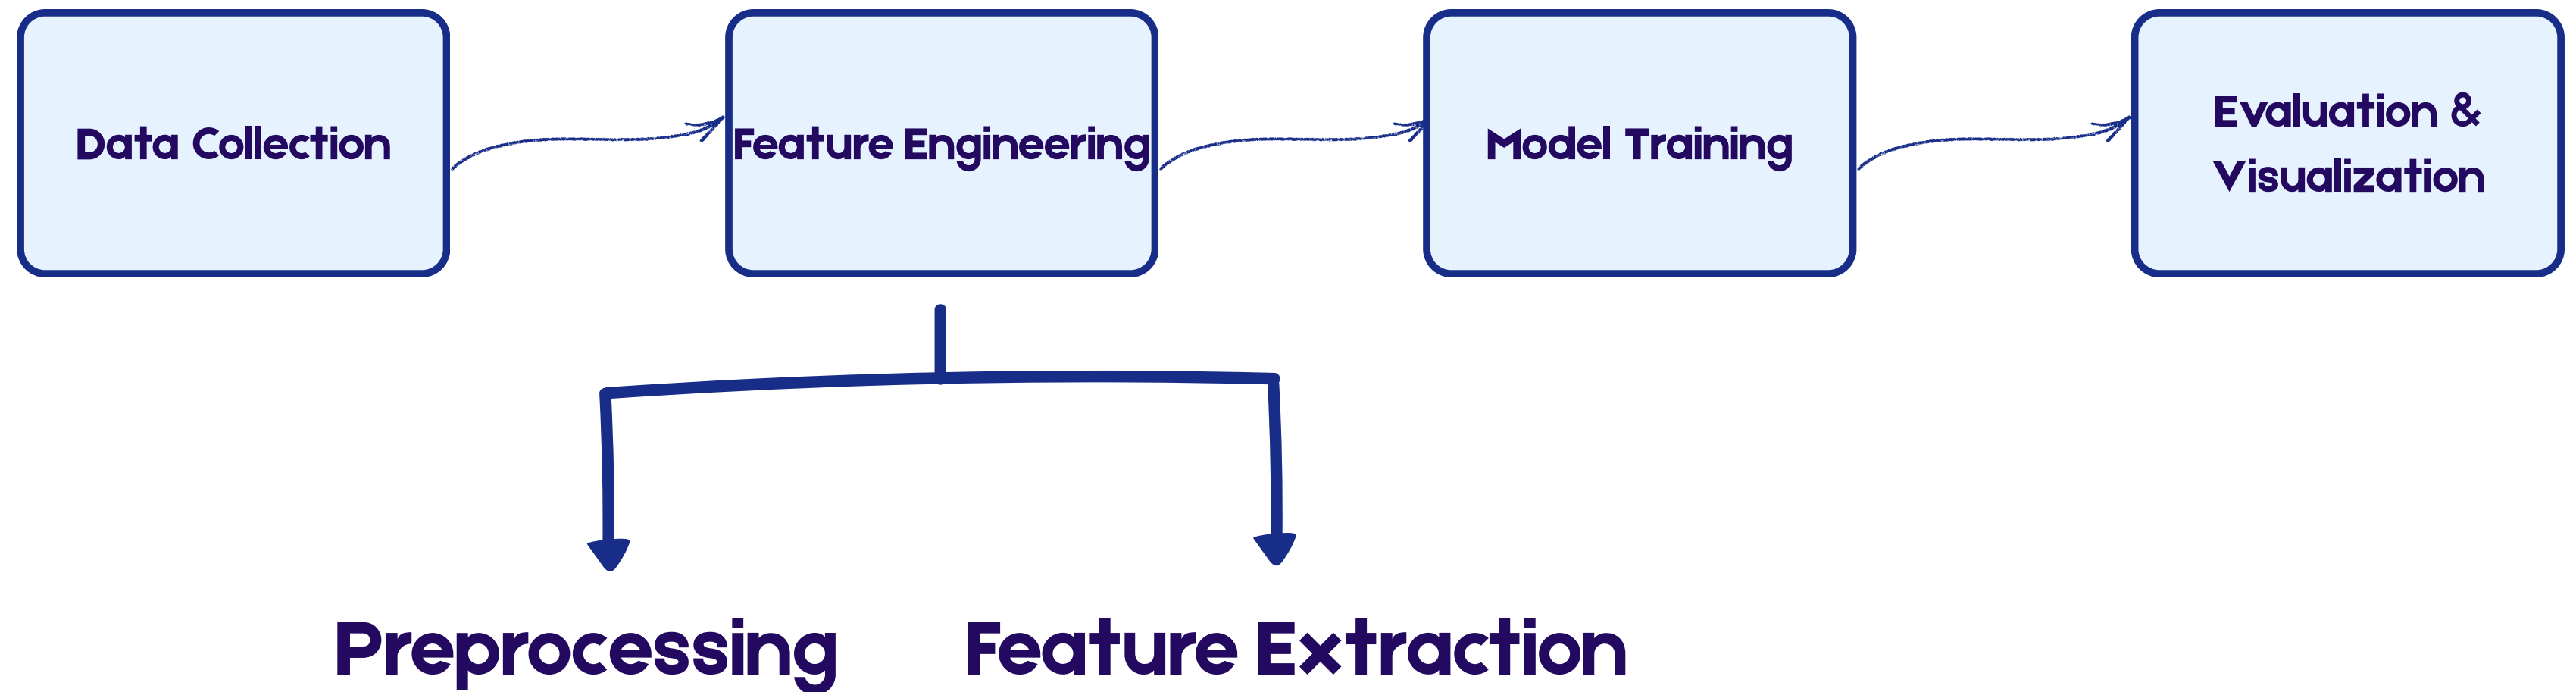 Data Collection
Feature Engineering
Model Training
Evaluation &
Visualization
Preprocessing
Feature Extraction